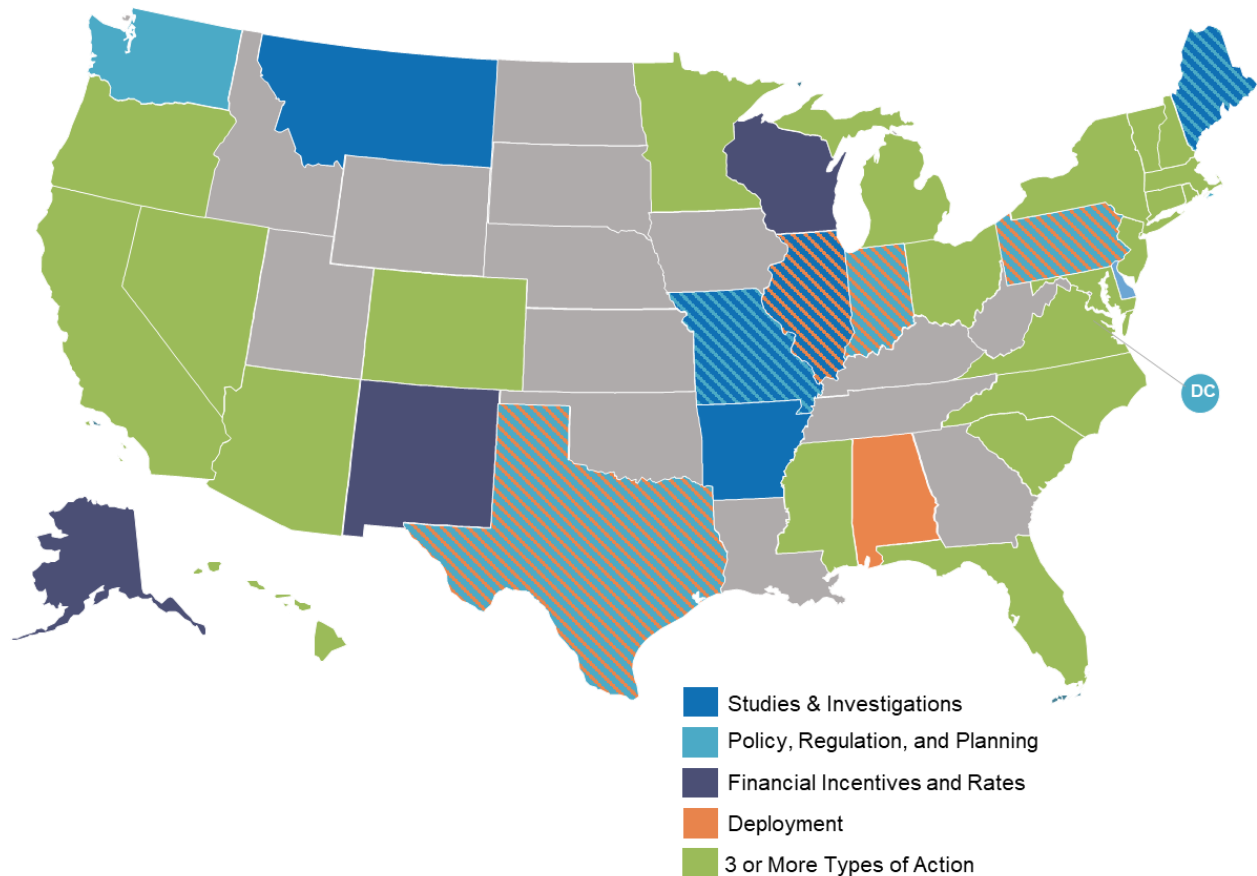 DC
Studies & Investigations
Policy, Regulation, and Planning
Financial Incentives and Rates
Deployment
3 or More Types of Action